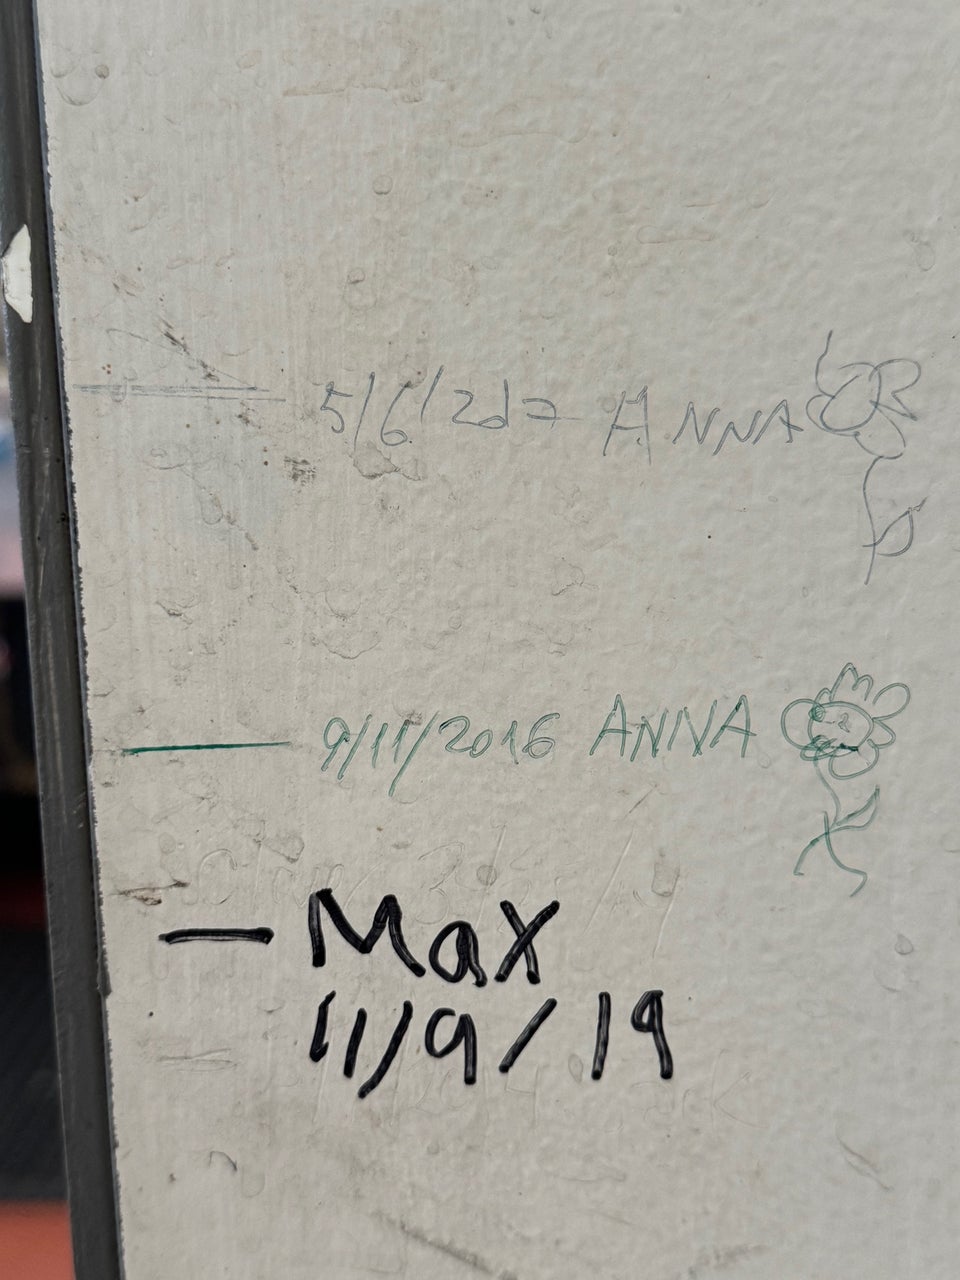 5/6/2017 ANNA
9/11/2016 ANNA
— Max
11/9/19